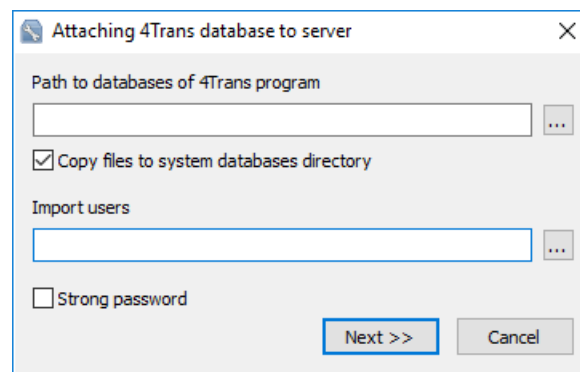 Attaching 4Trans database to server
Path to databases of 4Trans program
...
Copy files to system databases directory
Import users
...
Strong password
Next >>
Cancel